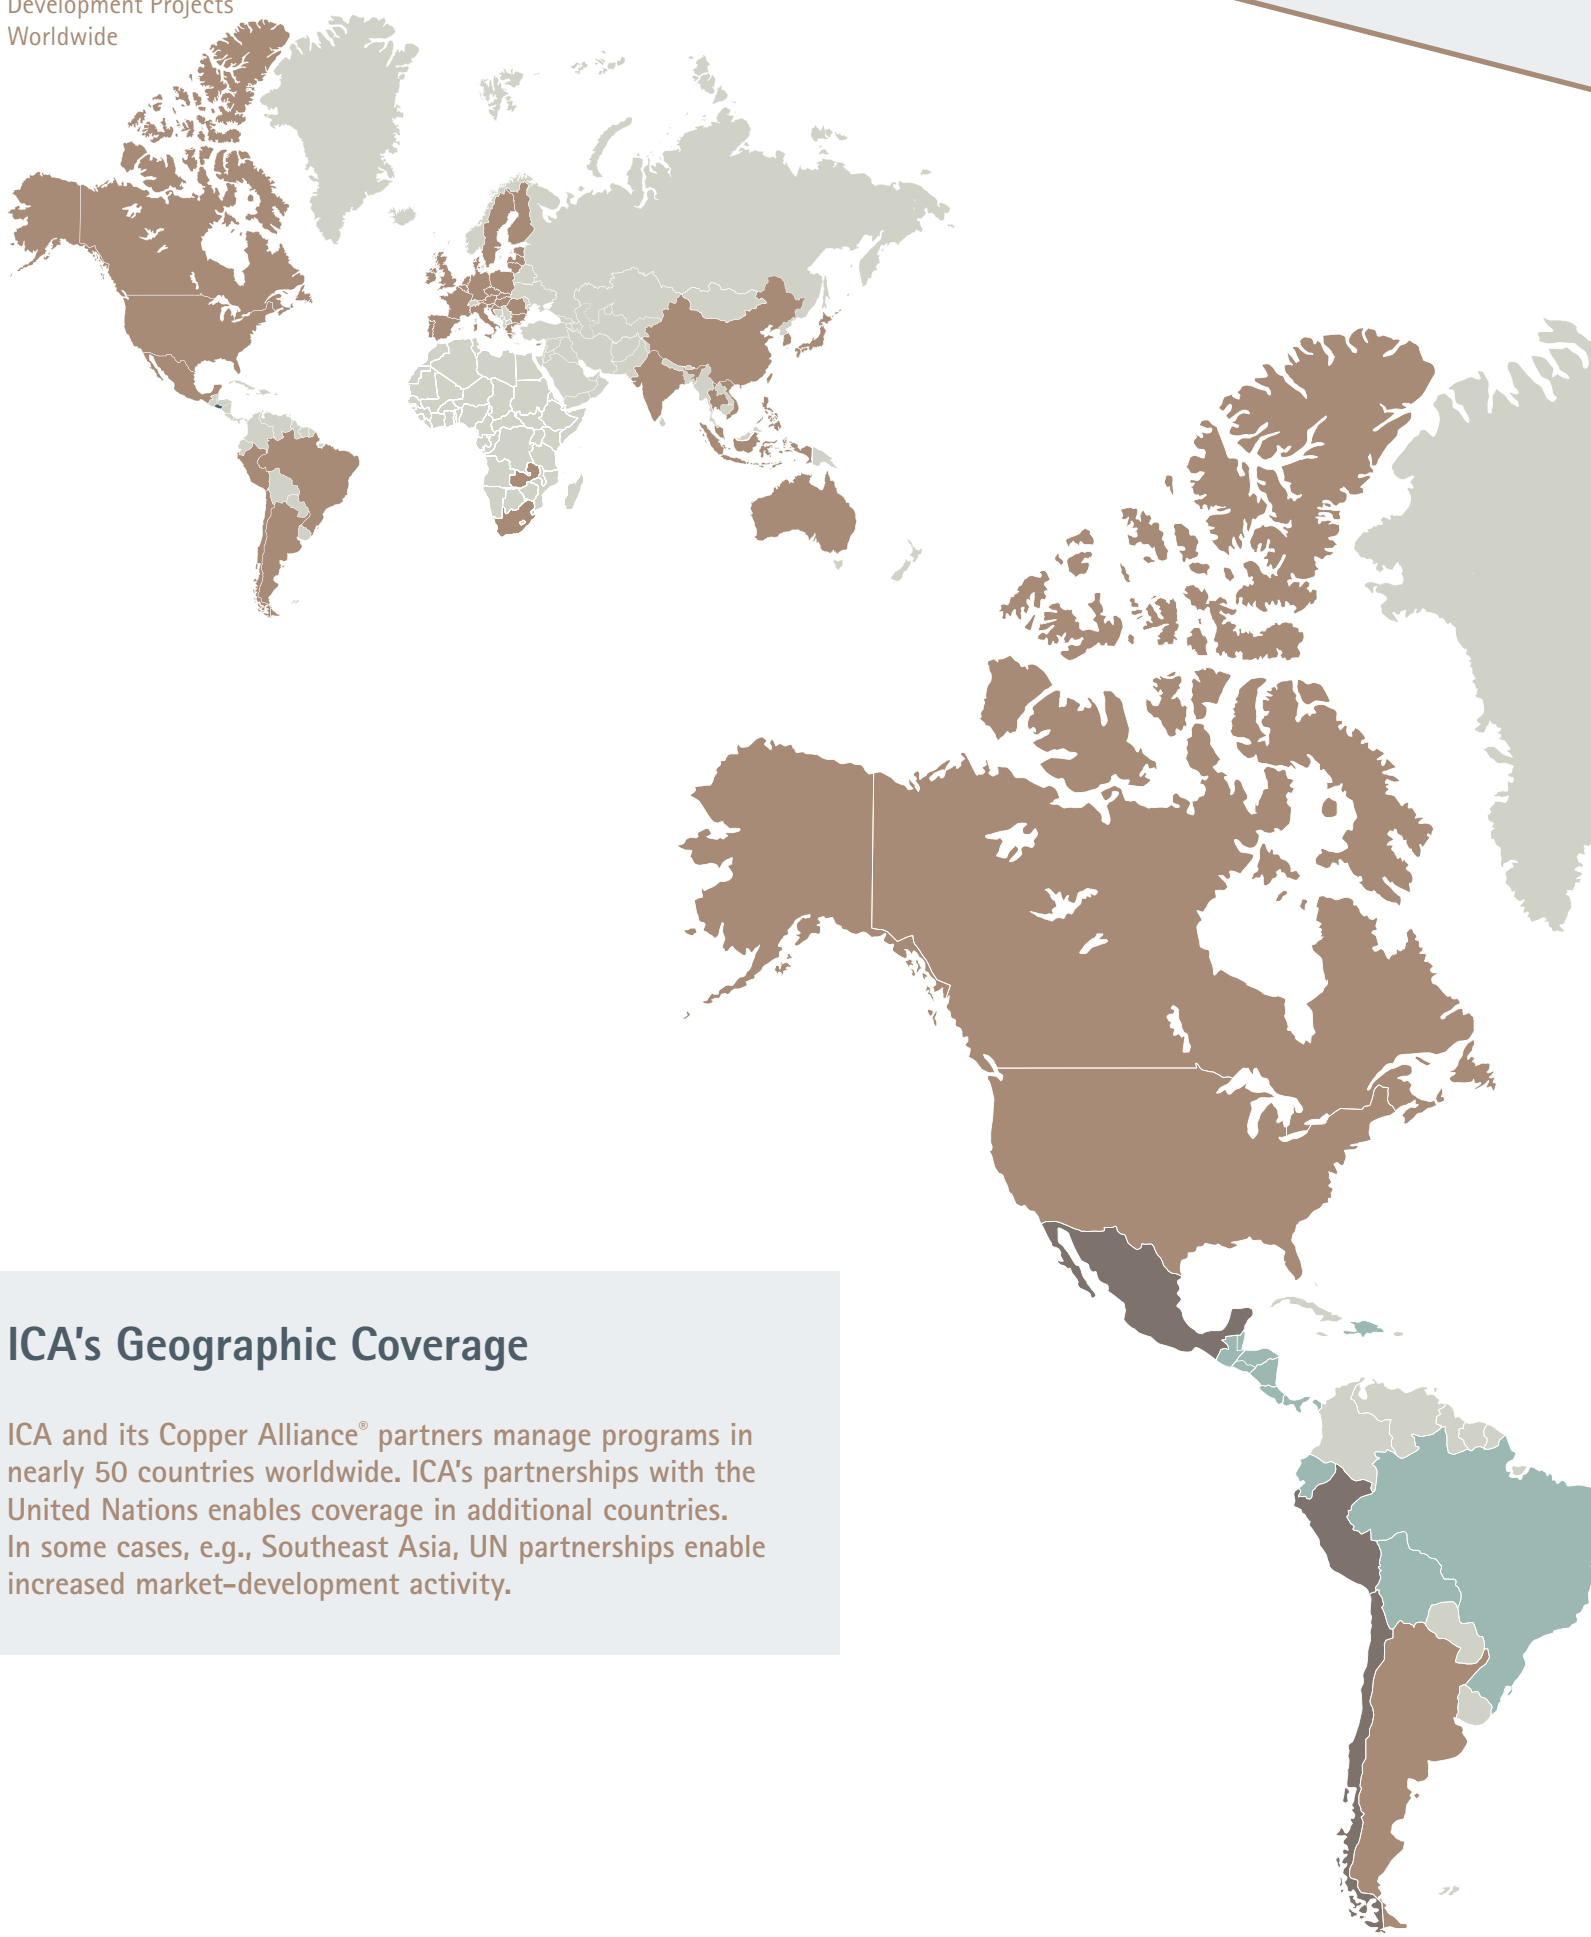 Development Projects
Worldwide
ICA's Geographic Coverage
ICA and its Copper Alliance® partners manage programs in
nearly 50 countries worldwide. ICA's partnerships with the
United Nations enables coverage in additional countries.
In some cases, e.g., Southeast Asia, UN partnerships enable
increased market-development activity.